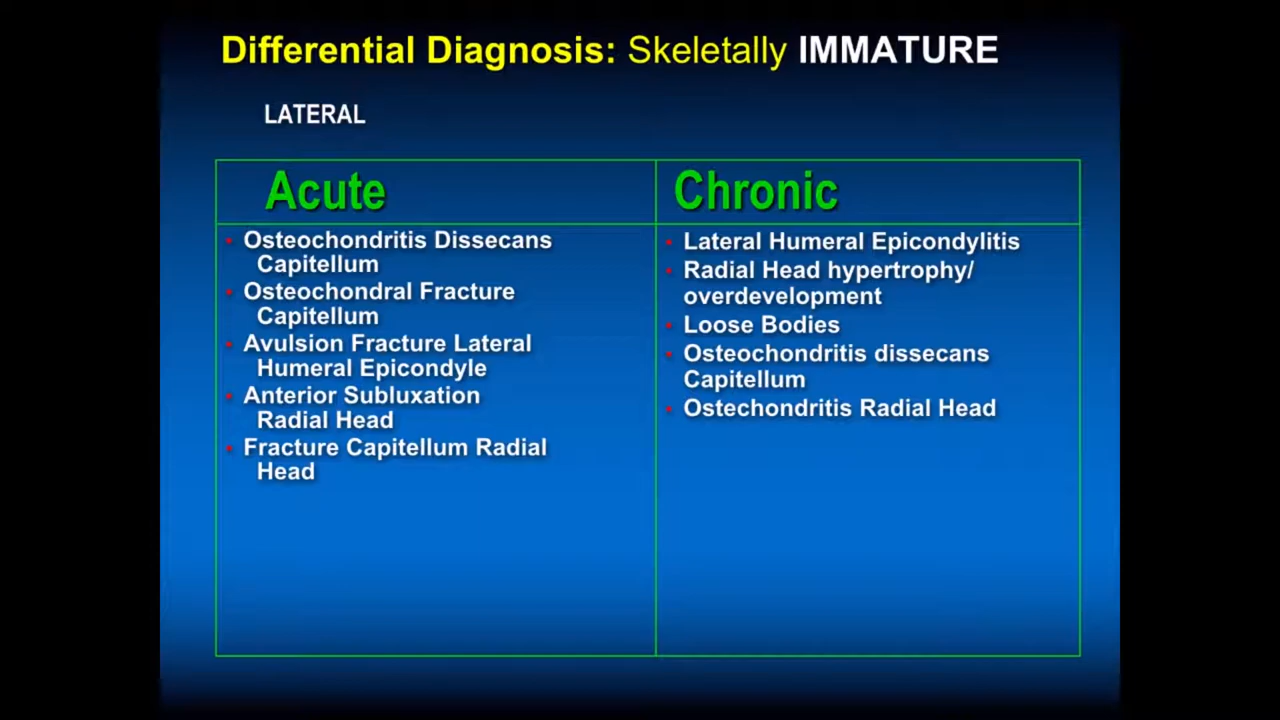 Differential Diagnosis: Skeletally IMMATURE
LATERAL
Acute
Osteochondritis Dissecans
Capitellum
Osteochondral Fracture
Capitellum
Avulsion Fracture Lateral
Humeral Epicondyle
Anterior Subluxation
Radial Head
Fracture Capitellum Radial
Head
Chronic
Lateral Humeral Epicondylitis
Radial Head hypertrophy/
overdevelopment
Loose Bodies
Osteochondritis dissecans
Capitellum
Ostechondritis Radial Head